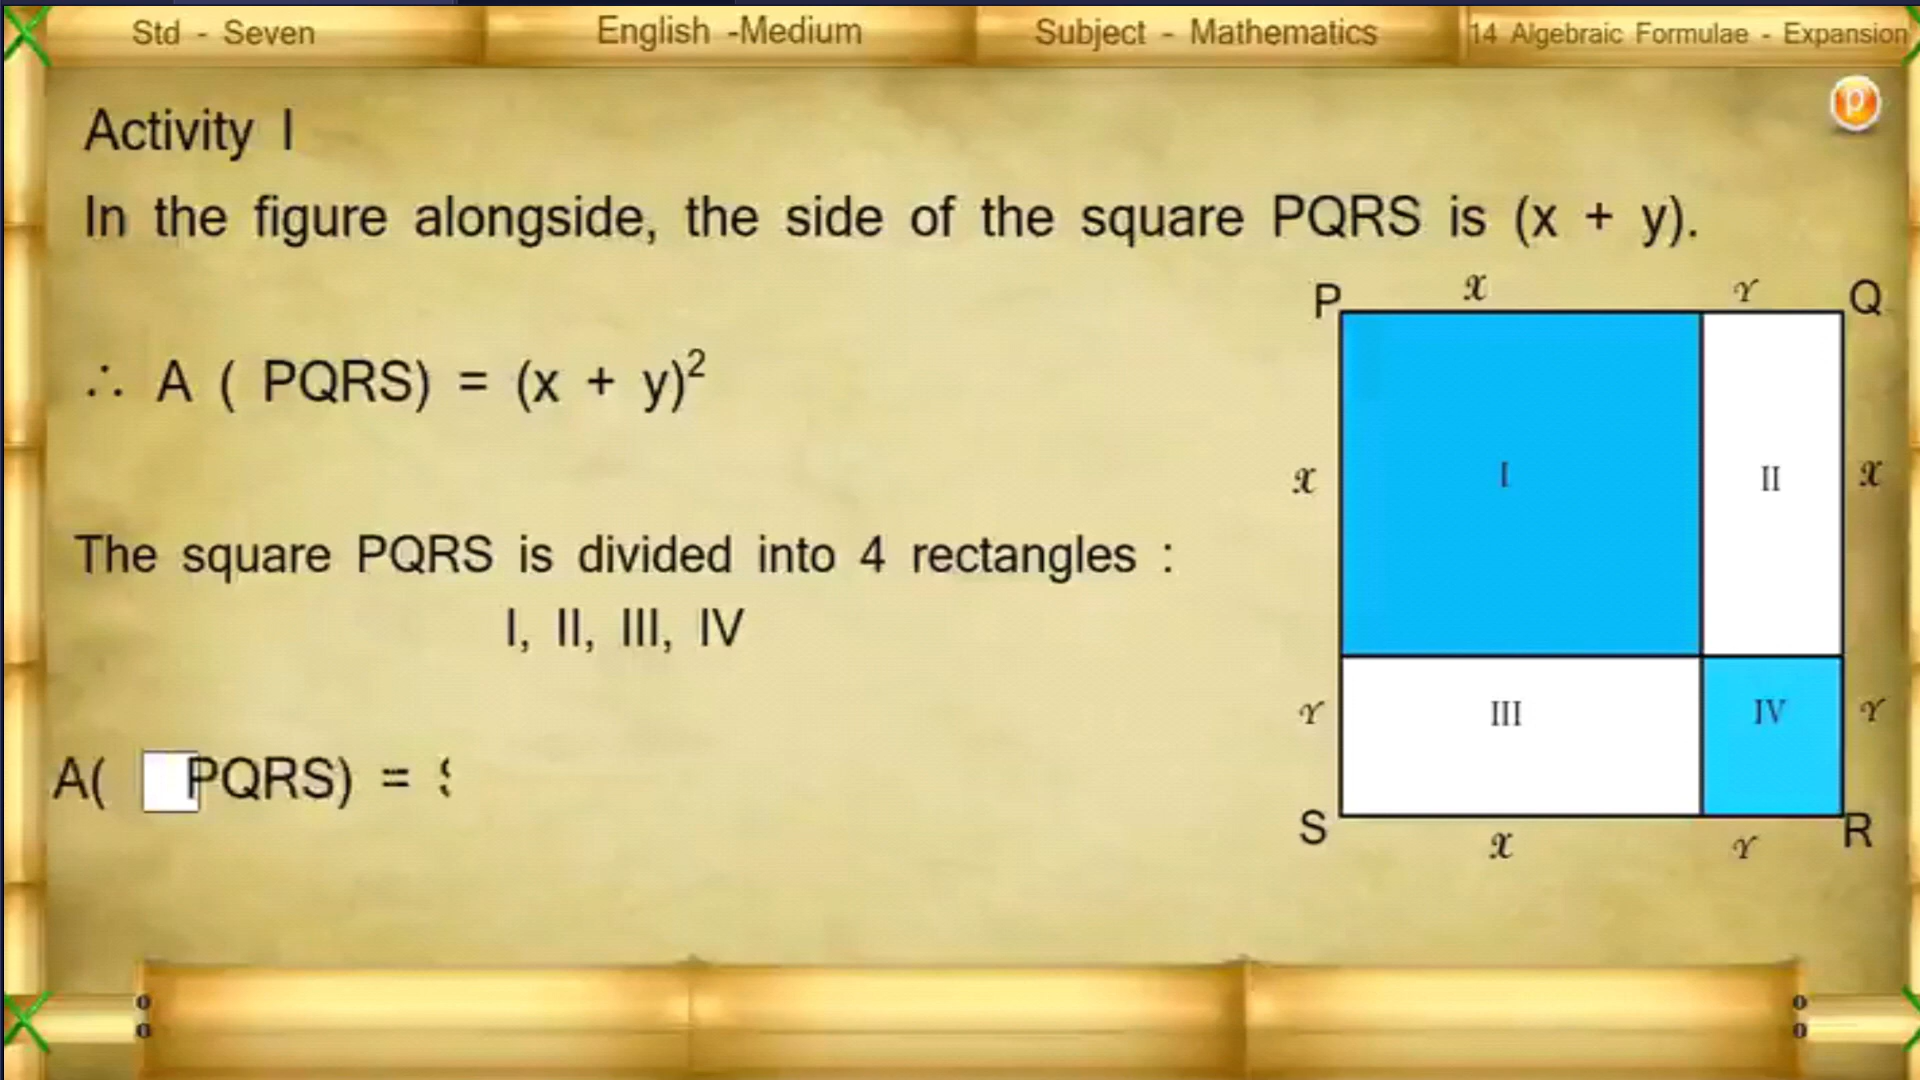 Std - Seven
English -Medium
Subject - Mathematics
14 Algebraic Formulae - Expansion
p
Activity I
In the figure alongside, the side of the square PQRS is (x + y).
P x y Q
∴ A ( PQRS) = (x + y)²
x I II x
The square PQRS is divided into 4 rectangles :
I, II, III, IV
y III IV y
A( PQRS) =
S x y R